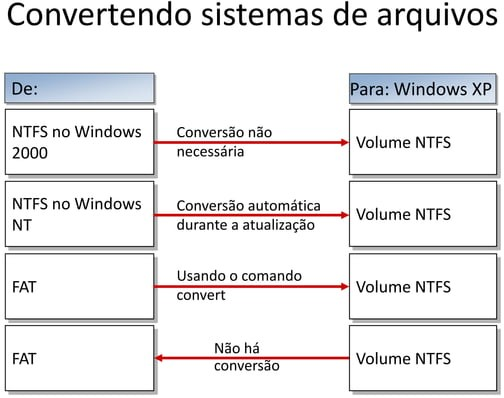 Convertendo sistemas de arquivos
De:
Para: Windows XP
NTFS no Windows
2000
Conversão não
necessária
Volume NTFS
NTFS no Windows
NT
Conversão automática
durante a atualização
Volume NTFS
FAT
Usando o comando
convert
Volume NTFS
FAT
Não há
conversão
Volume NTFS